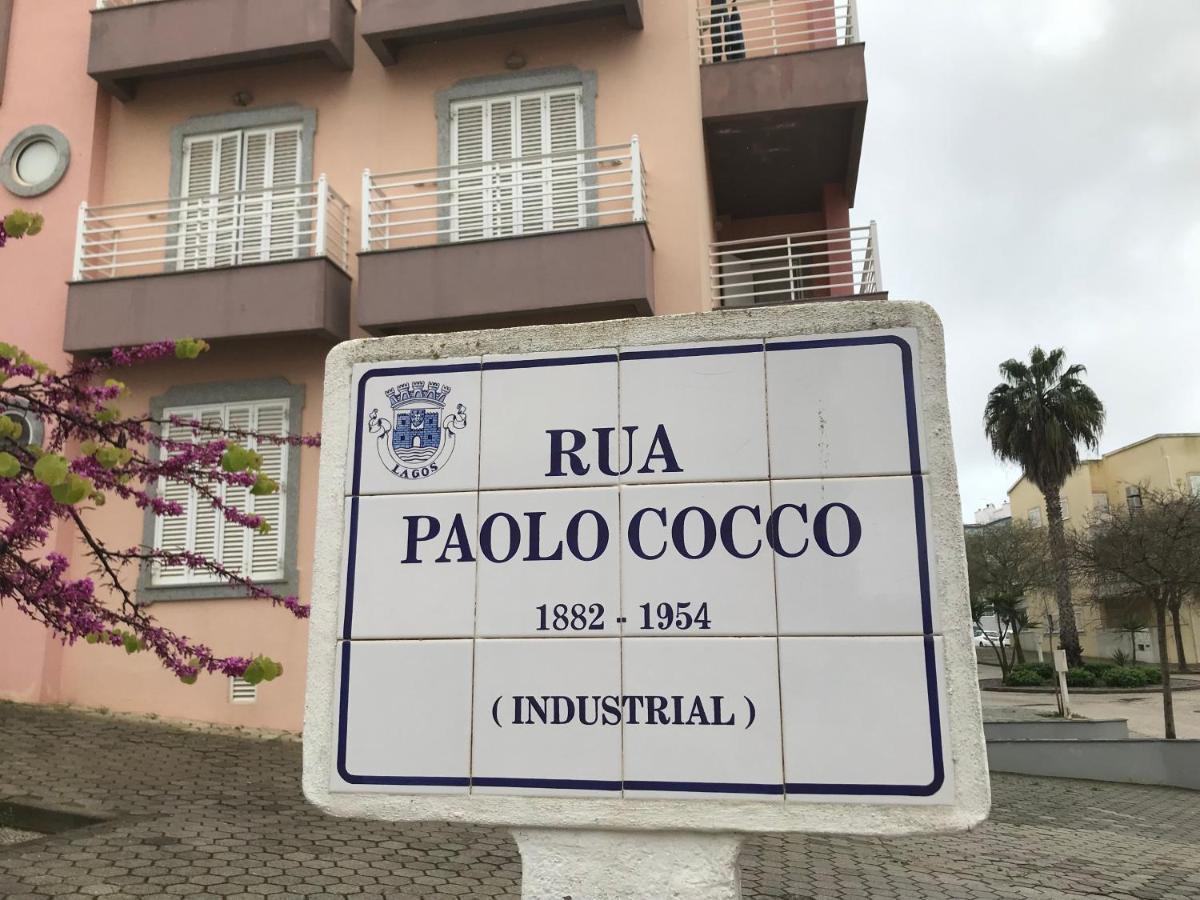 LAGOS
RUA
PAOLO COCCO
1882 - 1954
( INDUSTRIAL )